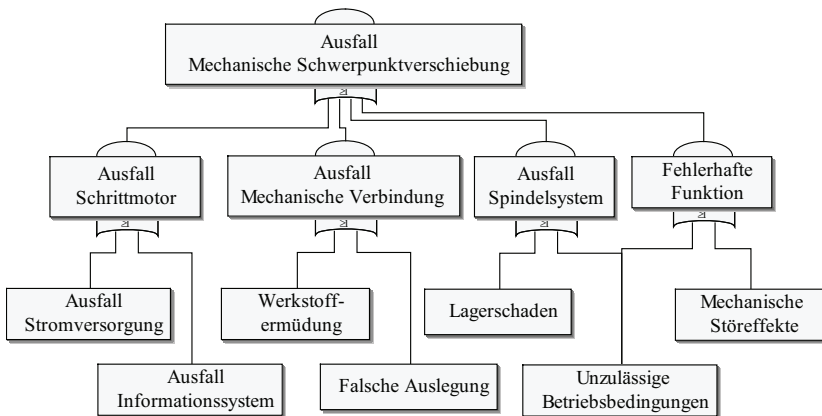 Ausfall
Mechanische Schwerpunktverschiebung
Ausfall
Schrittmotor
Ausfall
Mechanische Verbindung
Ausfall
Spindelsystem
Fehlerhafte
Funktion
Ausfall
Stromversorgung
Werkstoff-
ermüdung
Lagerschaden
Mechanische
Störeffekte
Ausfall
Informationssystem
Falsche Auslegung
Unzulässige
Betriebsbedingungen